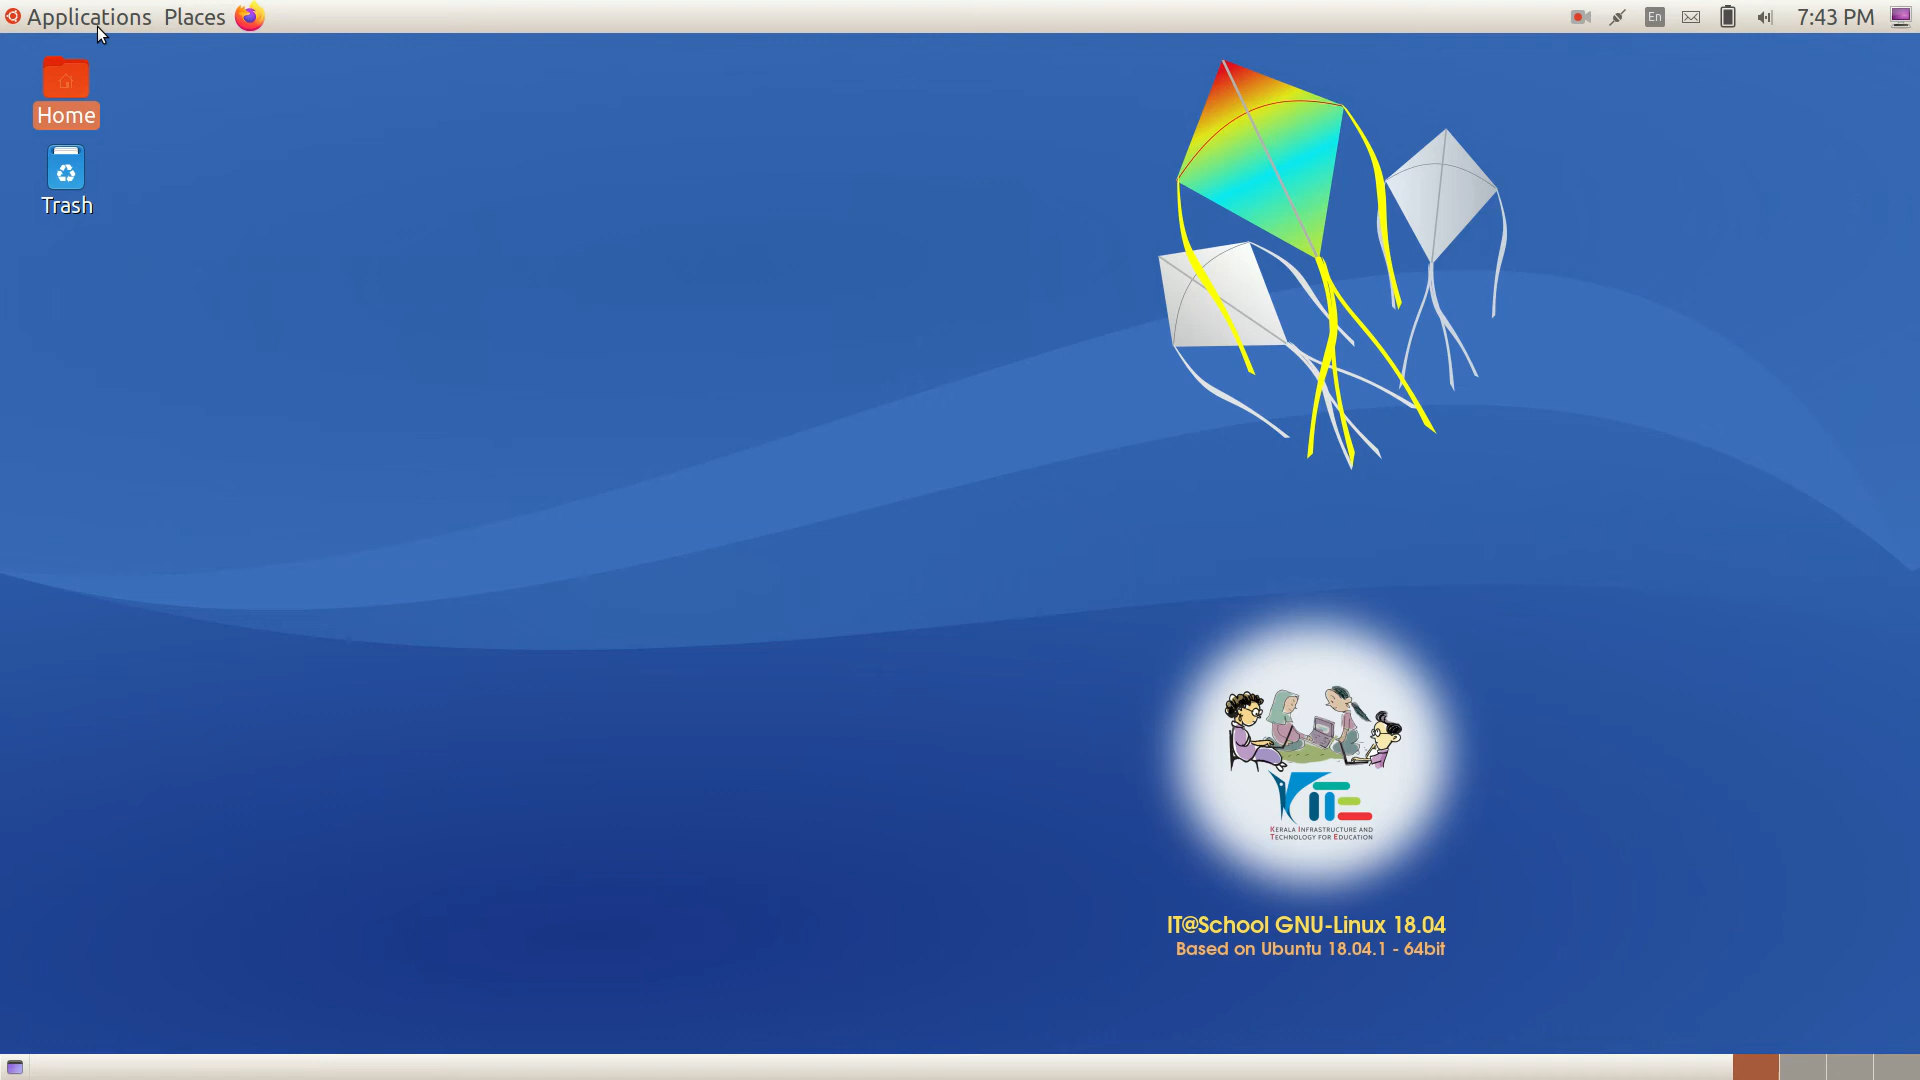 Applications Places
En
7:43 PM
Home
Trash
KERALA INFRASTRUCTURE AND
TECHNOLOGY FOR EDUCATION
IT@School GNU-Linux 18.04
Based on Ubuntu 18.04.1 - 64bit